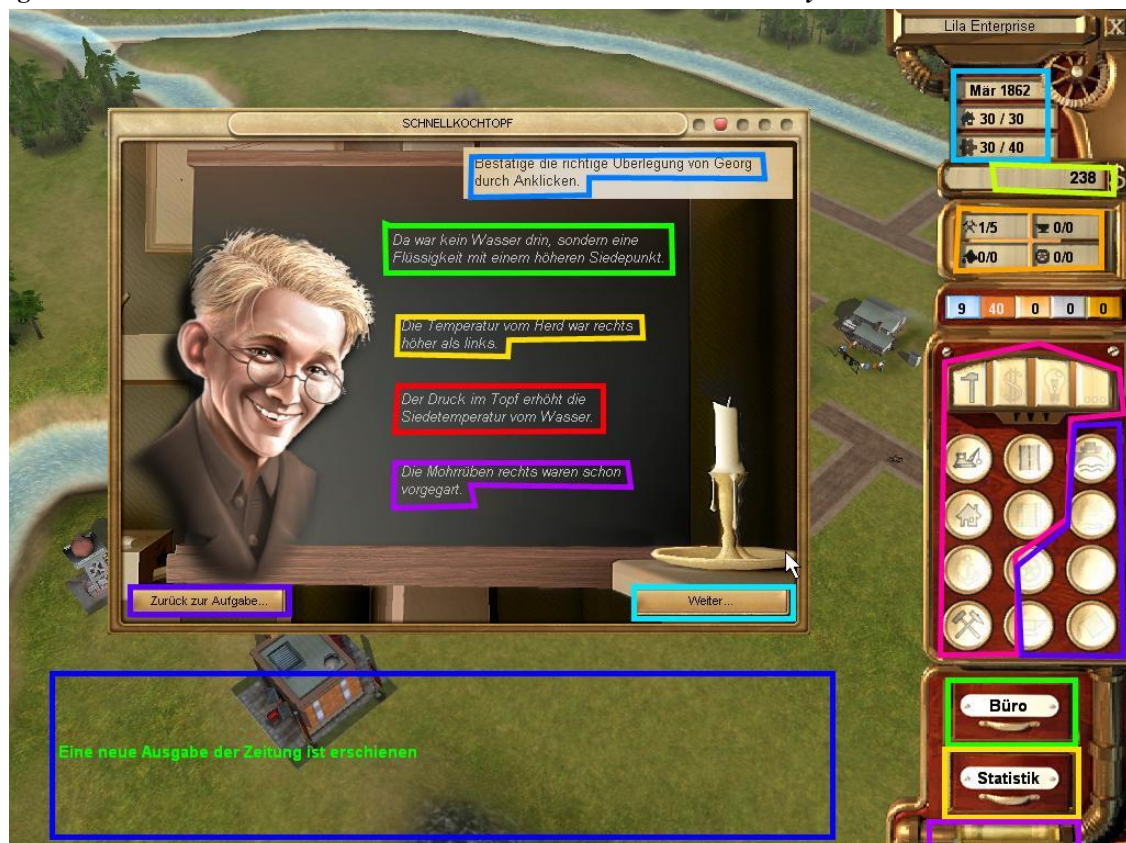 Lila Enterprise
X
Mär 1862
30 / 30
30 / 40
238
1/5
0/0
0/0
0/0
9 40 0 0 0
SCHNELLKOCHTOPF
Bestätige die richtige Überlegung von Georg
durch Anklicken.
Da war kein Wasser drin, sondern eine
Flüssigkeit mit einem höheren Siedepunkt.
Die Temperatur vom Herd war rechts
höher als links.
Der Druck im Topf erhöht die
Siedetemperatur vom Wasser.
Die Mohrrüben rechts waren schon
vorgegart.
Zurück zur Aufgabe...
Weiter...
Büro
Eine neue Ausgabe der Zeitung ist erschienen
Statistik